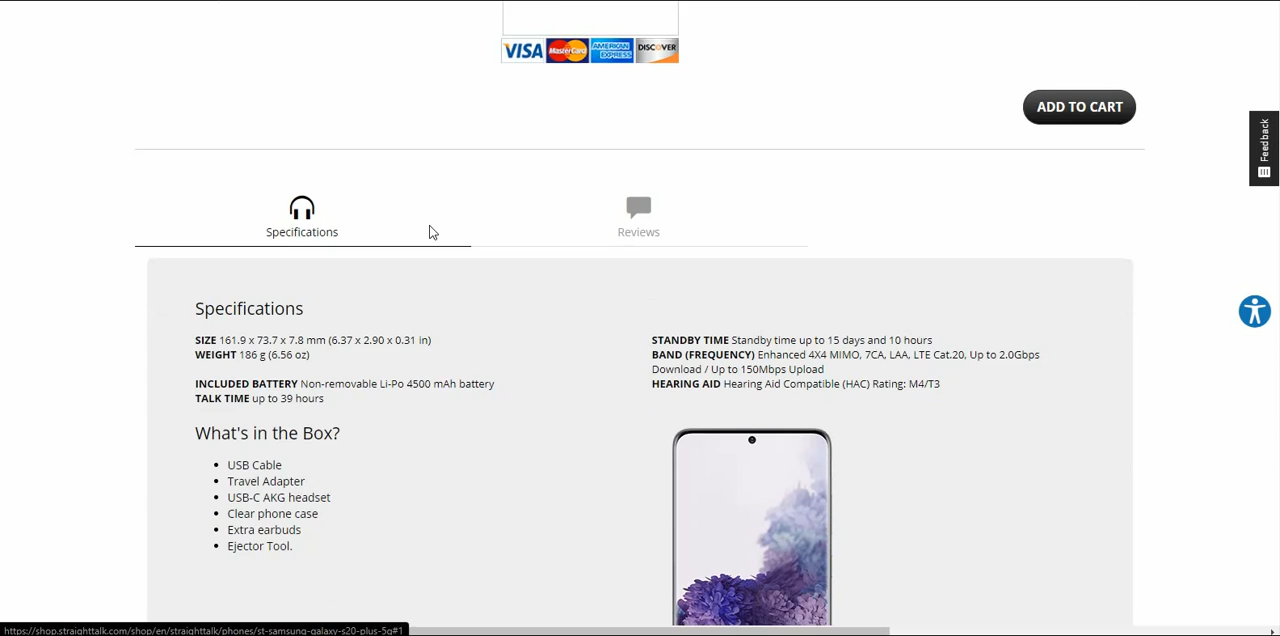 VISA MasterCard AMERICAN EXPRESS DISCOVER
ADD TO CART
Feedback
Specifications
Reviews
Specifications
SIZE 161.9 x 73.7 x 7.8 mm (6.37 x 2.90 x 0.31 in)
WEIGHT 186 g (6.56 oz)
INCLUDED BATTERY Non-removable Li-Po 4500 mAh battery
TALK TIME up to 39 hours
STANDBY TIME Standby time up to 15 days and 10 hours
BAND (FREQUENCY) Enhanced 4X4 MIMO, 7CA, LAA, LTE Cat.20, Up to 2.0Gbps
Download / Up to 150Mbps Upload
HEARING AID Hearing Aid Compatible (HAC) Rating: M4/T3
What's in the Box?
USB Cable
Travel Adapter
USB-C AKG headset
Clear phone case
Extra earbuds
Ejector Tool.
https://shop.straighttalk.com/shop/en/straighttalk/phones/st-samsung-galaxy-s20-plus-5g#1